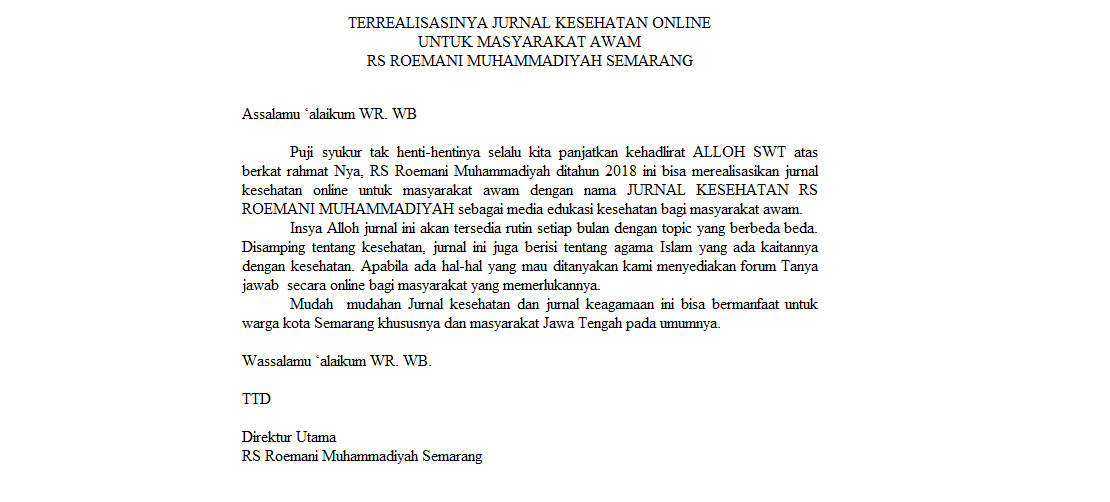 TERREALISASINYA JURNAL KESEHATAN ONLINE
UNTUK MASYARAKAT AWAM
RS ROEMANI MUHAMMADIYAH SEMARANG
Assalamu ‘alaikum WR. WB
Puji syukur tak henti-hentinya selalu kita panjatkan kehadlirat ALLOH SWT atas
berkat rahmat Nya, RS Roemani Muhammadiyah ditahun 2018 ini bisa merealisasikan jurnal
kesehatan online untuk masyarakat awam dengan nama JURNAL KESEHATAN RS
ROEMANI MUHAMMADIYAH sebagai media edukasi kesehatan bagi masyarakat awam.
Insya Alloh jurnal ini akan tersedia rutin setiap bulan dengan topic yang berbeda beda.
Disamping tentang kesehatan, jurnal ini juga berisi tentang agama Islam yang ada kaitannya
dengan kesehatan. Apabila ada hal-hal yang mau ditanyakan kami menyediakan forum Tanya
jawab  secara online bagi masyarakat yang memerlukannya.
Mudah  mudahan Jurnal kesehatan dan jurnal keagamaan ini bisa bermanfaat untuk
warga kota Semarang khususnya dan masyarakat Jawa Tengah pada umumnya.
Wassalamu ‘alaikum WR. WB.
TTD
Direktur Utama
RS Roemani Muhammadiyah Semarang